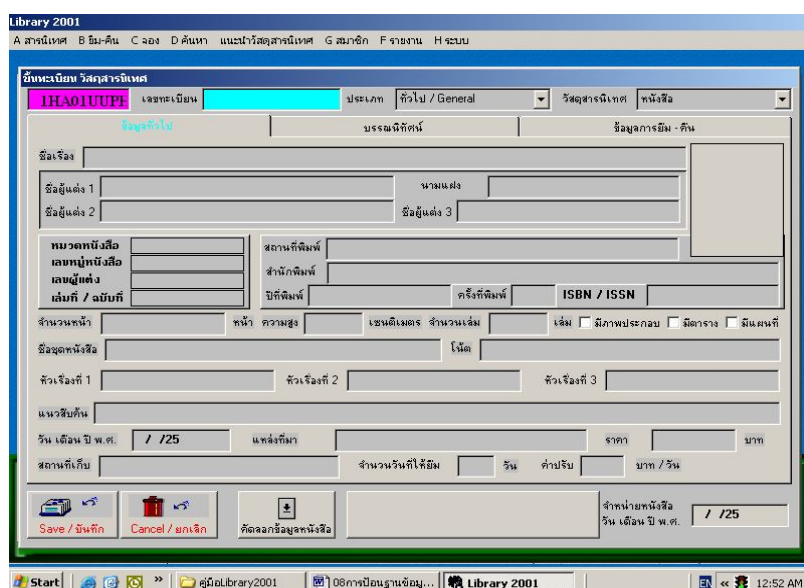 Library 2001
A สารนิเทศ B ยืม-คืน C จอง D ค้นหา แนะนำวัสดุสารนิเทศ G สมาชิก F รายงาน H ระบบ
ขึ้นทะเบียน วัสดุสารนิเทศ
1HA01UUPF เลขทะเบียน ประเภท ทั่วไป / General วัสดุสารนิเทศ หนังสือ
ข้อมูลทั่วไป บรรณนิทัศน์ ข้อมูลการยืม - คืน
ชื่อเรื่อง
ชื่อผู้แต่ง 1 นามแฝง
ชื่อผู้แต่ง 2 ชื่อผู้แต่ง 3
หมวดหนังสือ สถานที่พิมพ์
เลขหมู่หนังสือ
เลขผู้แต่ง สำนักพิมพ์
เล่มที่ / ฉบับที่ ปีที่พิมพ์ ครั้งที่พิมพ์ ISBN / ISSN
จำนวนหน้า หน้า ความสูง เซนติเมตร จำนวนเล่ม เล่ม มีภาพประกอบ มีตาราง มีแผนที่
ชื่อชุดหนังสือ โน้ต
หัวเรื่องที่ 1 หัวเรื่องที่ 2 หัวเรื่องที่ 3
แนวสืบค้น
วัน เดือน ปี พ.ศ. / /25 แหล่งที่มา ราคา บาท
สถานที่เก็บ จำนวนวันที่ให้ยืม วัน ค่าปรับ บาท / วัน
Save / บันทึก Cancel / ยกเลิก คัดลอกข้อมูลหนังสือ จำหน่ายหนังสือ
วัน เดือน ปี พ.ศ. / /25
Start » คู่มือLibrary2001 08การป้อนฐานข้อมู... Library 2001 EN « 12:52 AM